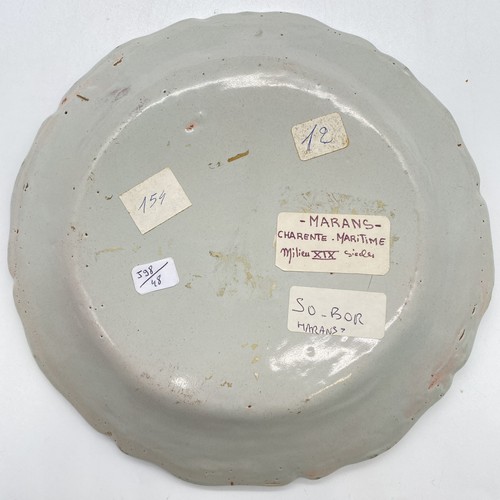 12
154
- MARANS -
CHARENTE - MARITIME
Milieu XIX Siècle
598/48
SO - BOR
MARANS ?